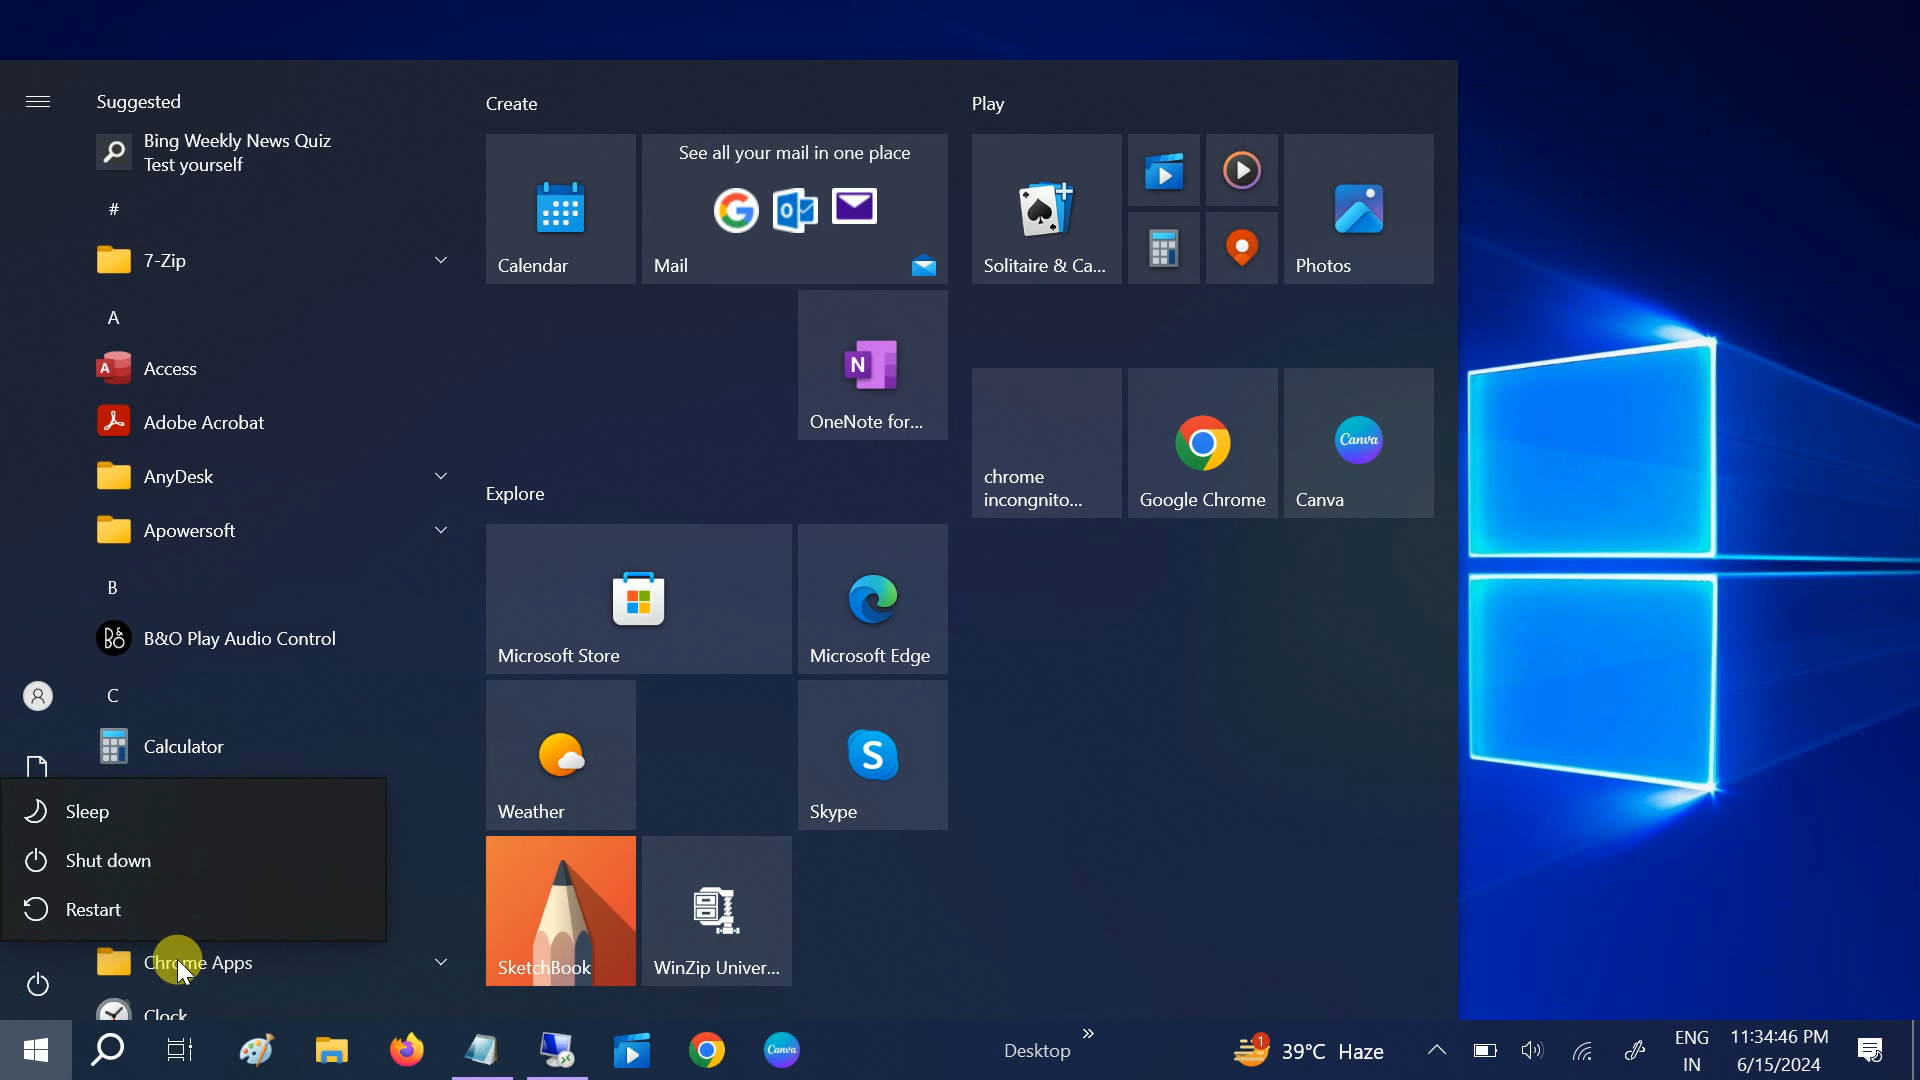 Suggested
Bing Weekly News Quiz
Test yourself
#
7-Zip
A
Access
Adobe Acrobat
AnyDesk
Apowersoft
B
B&O Play Audio Control
C
Calculator
Sleep
Shut down
Restart
Chrome Apps
Clock
Create
Calendar
See all your mail in one place
Mail
OneNote for...
Explore
Microsoft Store
Microsoft Edge
Weather
Skype
SketchBook
WinZip Univer...
Play
Solitaire & Ca...
Photos
chrome
incongnito...
Google Chrome
Canva
Canva
Canva
Desktop
1
39°C Haze
ENG
IN
11:34:46 PM
6/15/2024